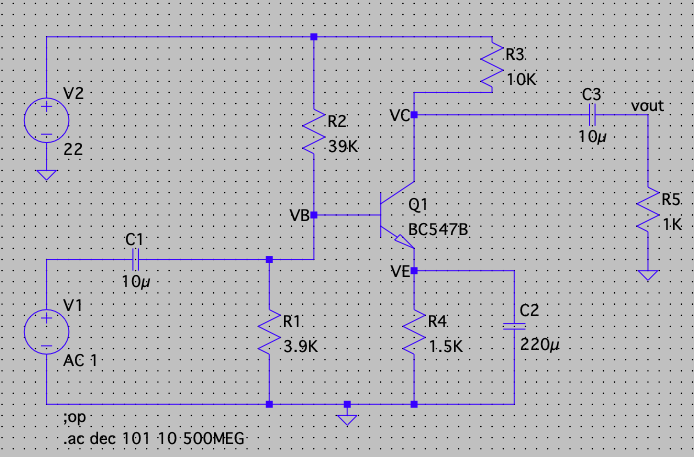 R3
10K
V2
22
R2
39K
VC
C3
10µ
vout
VB
Q1
BC547B
R5
1K
C1
10µ
VE
V1
AC 1
R1
3.9K
R4
1.5K
C2
220µ
;op
.ac dec 101 10 500MEG